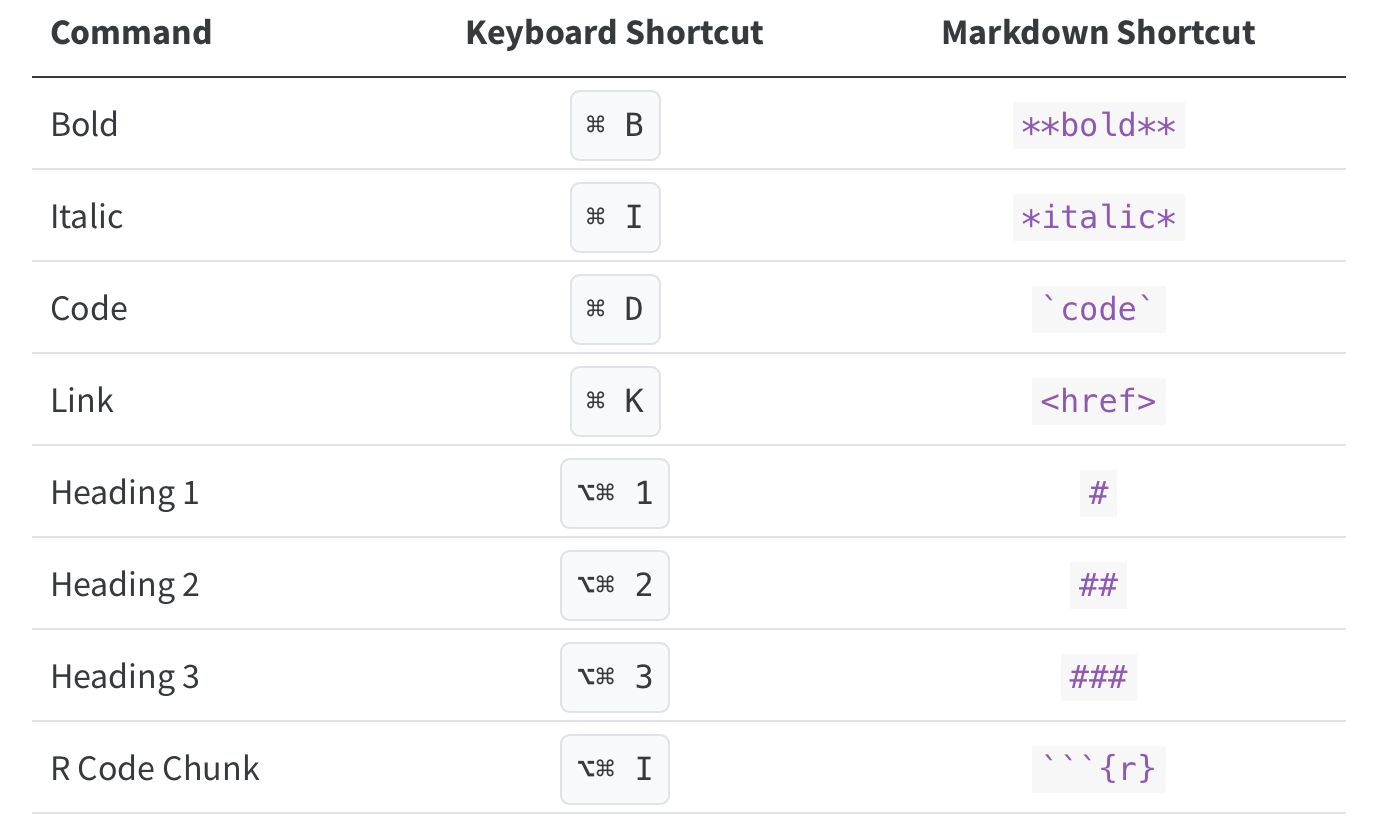 Command Keyboard Shortcut Markdown Shortcut
Bold ⌘ B **bold**
Italic ⌘ I *italic*
Code ⌘ D `code`
Link ⌘ K <href>
Heading 1 ⌥⌘ 1 #
Heading 2 ⌥⌘ 2 ##
Heading 3 ⌥⌘ 3 ###
R Code Chunk ⌥⌘ I ```{r}